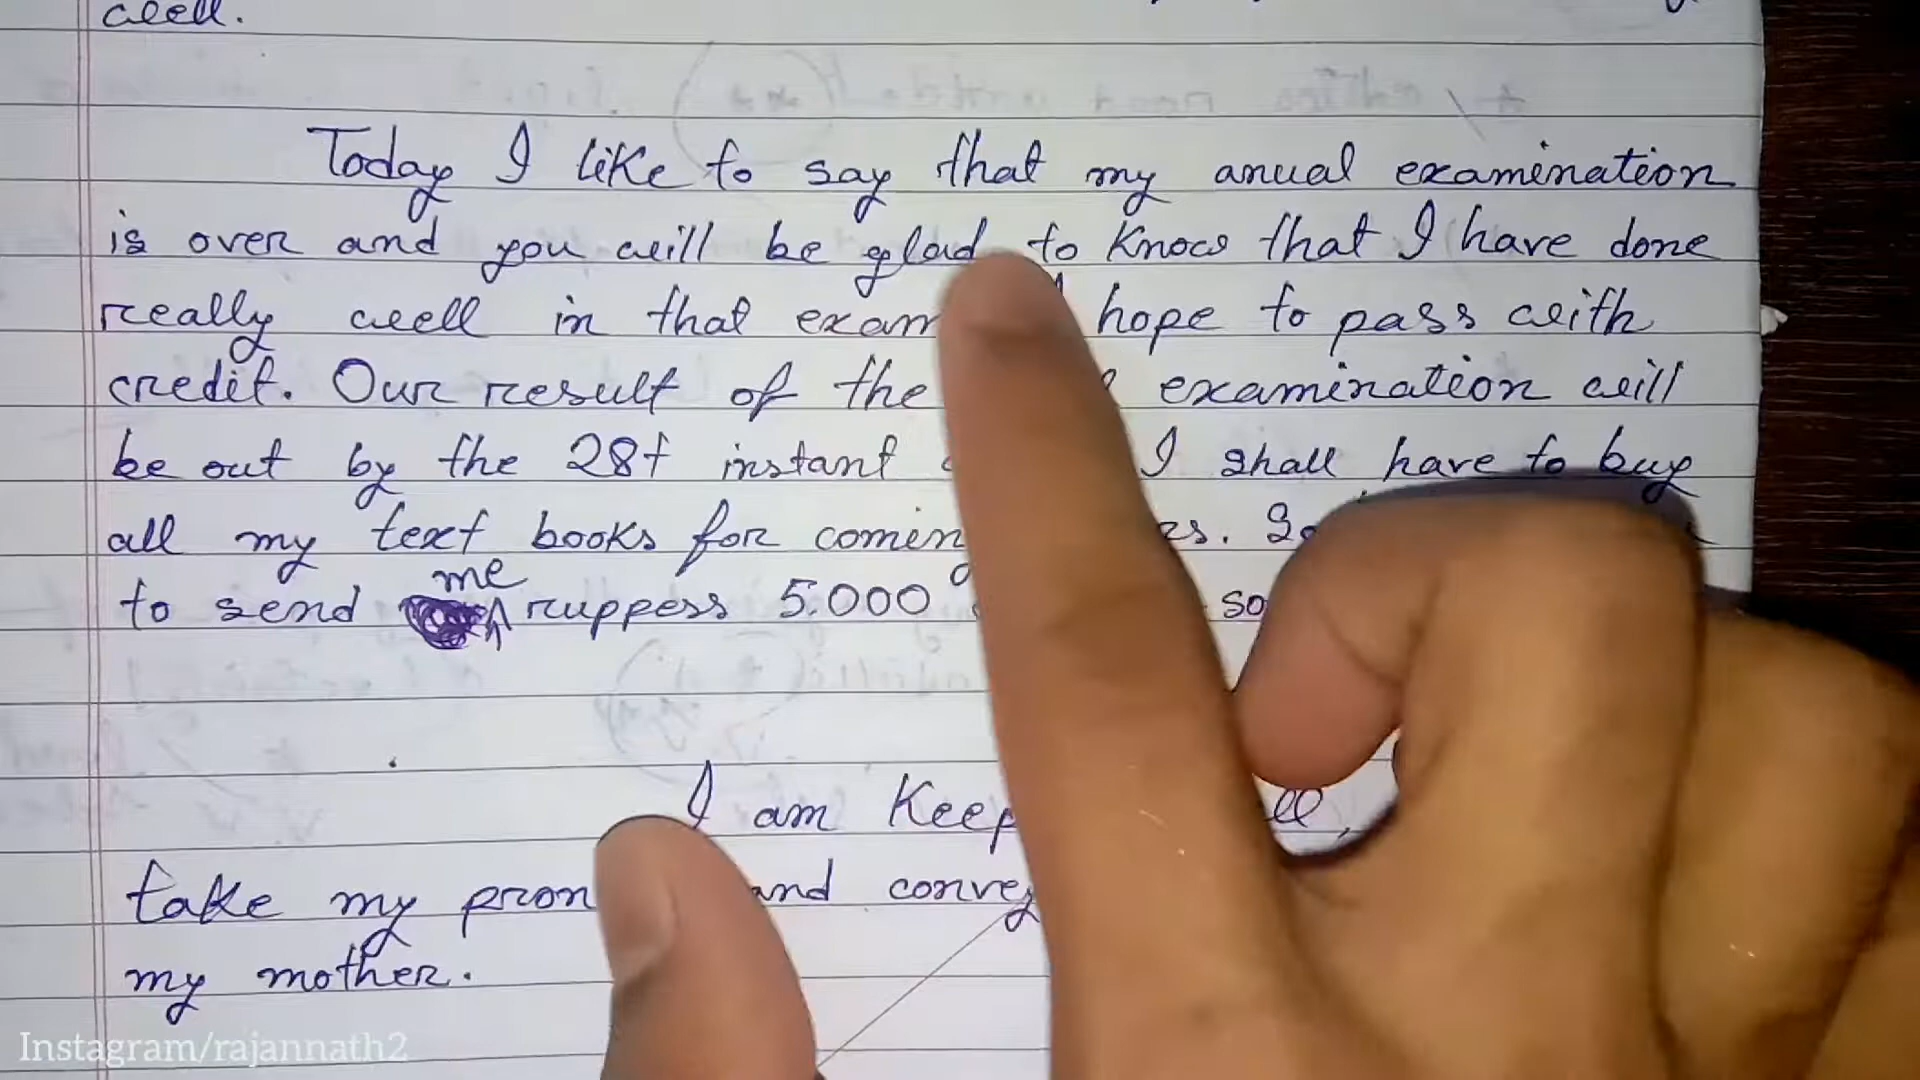 well.
Today I like to say that my anual examination
is over and you will be glad to know that I have done
really well in that exam hope to pass with
credit. Our result of the examination will
be out by the 28t instant I shall have to buy
all my text books for coming
to send me ruppess 5.000 so
I am keep
take my and convey
my mother.
Instagram/rajannath2